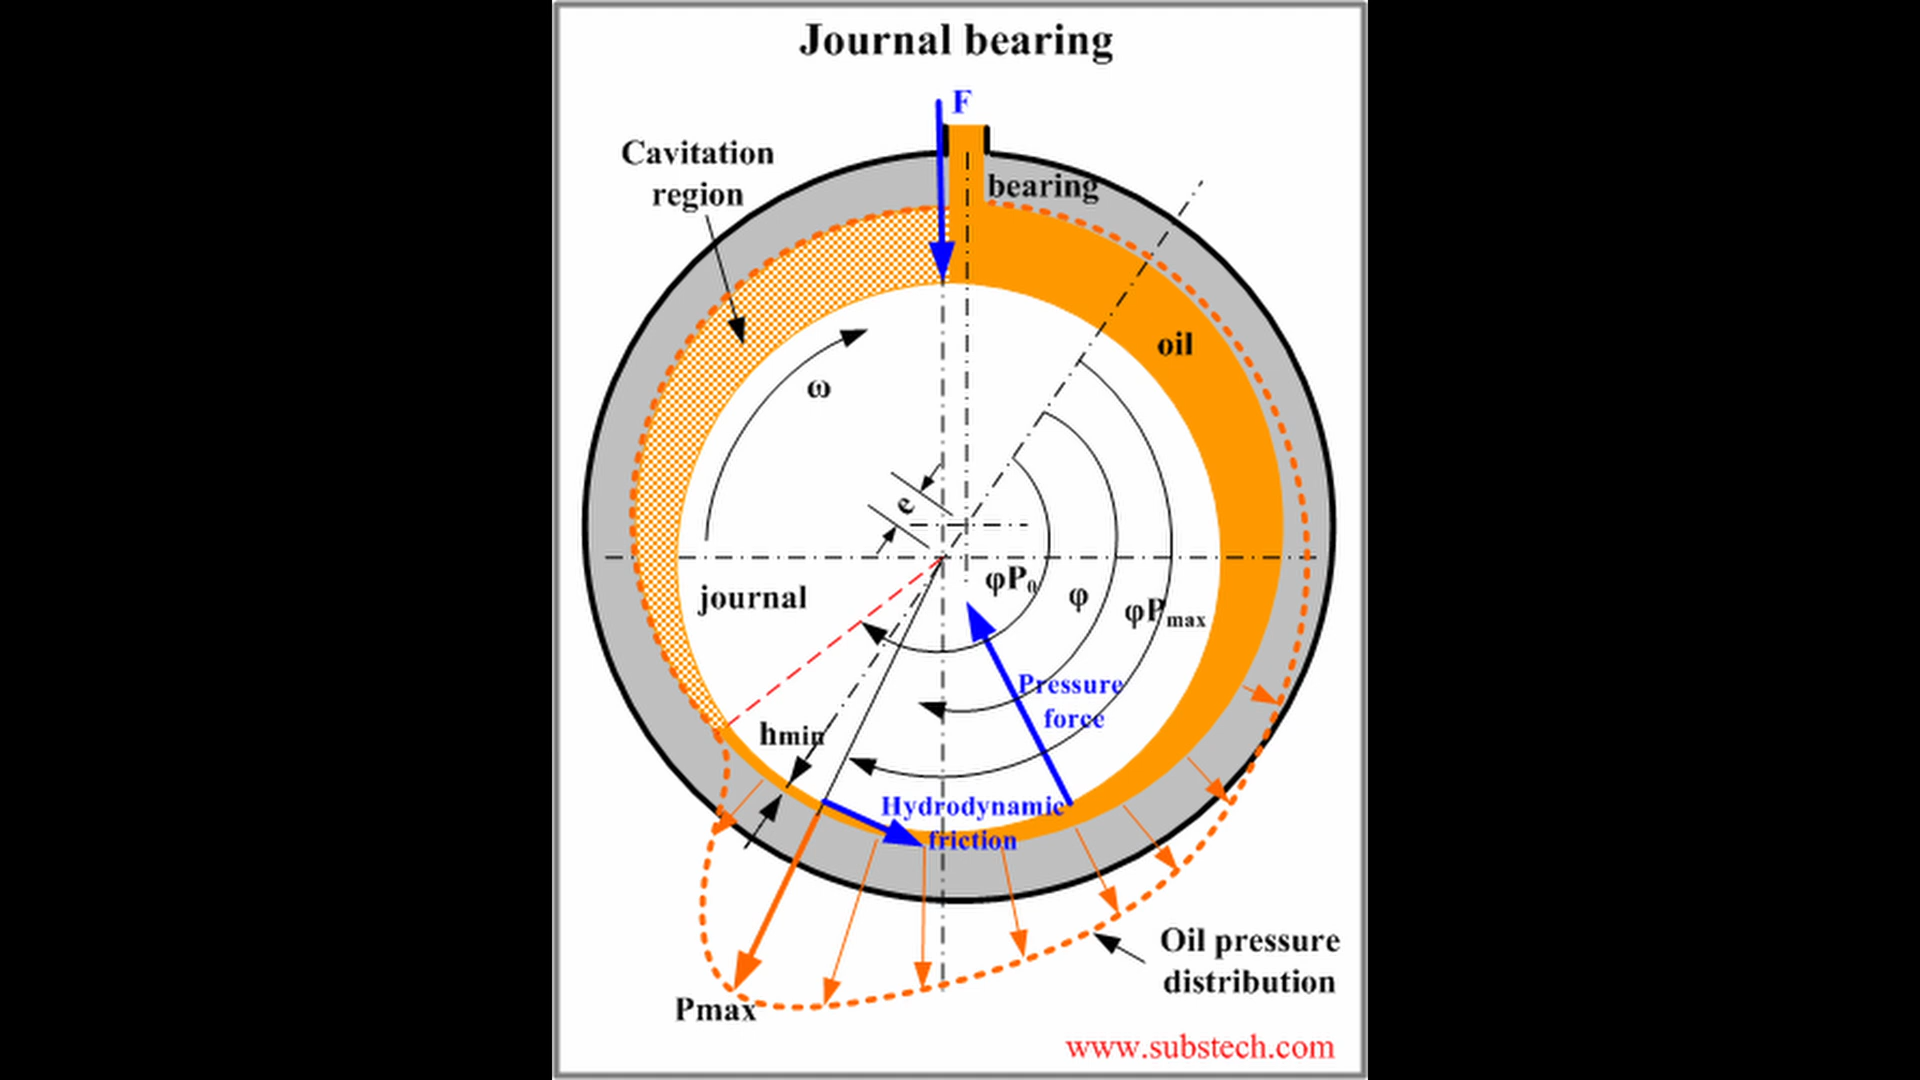 Journal bearing
F
Cavitation
region
bearing
oil
ω
e
φP₀
φ
φPmax
journal
Pressure
force
hmin
Hydrodynamic
friction
Oil pressure
distribution
Pmax
www.substech.com